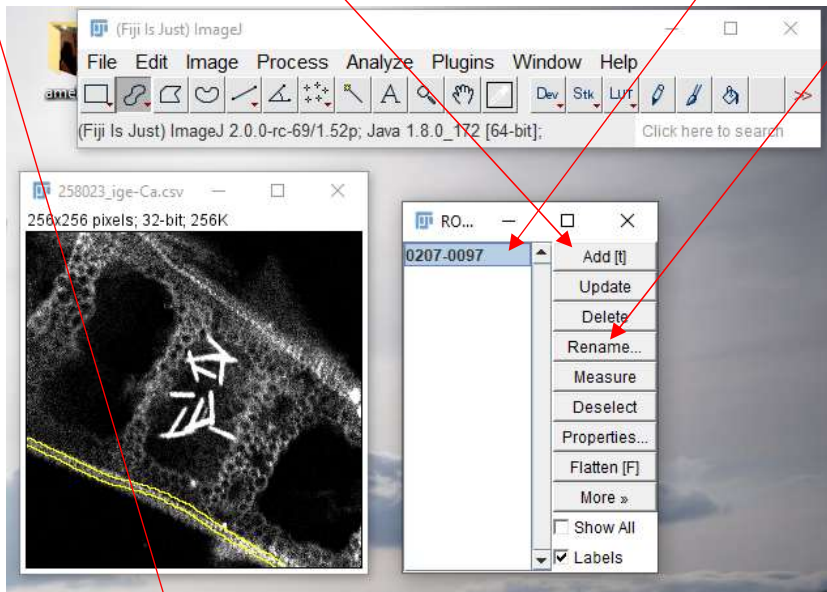 (Fiji Is Just) ImageJ
File Edit Image Process Analyze Plugins Window Help
Dev Stk LUT >>
(Fiji Is Just) ImageJ 2.0.0-rc-69/1.52p; Java 1.8.0_172 [64-bit]; Click here to search
258023_ige-Ca.csv
256x256 pixels; 32-bit; 256K
RO...
0207-0097
Add [t]
Update
Delete
Rename...
Measure
Deselect
Properties...
Flatten [F]
More »
Show All
Labels